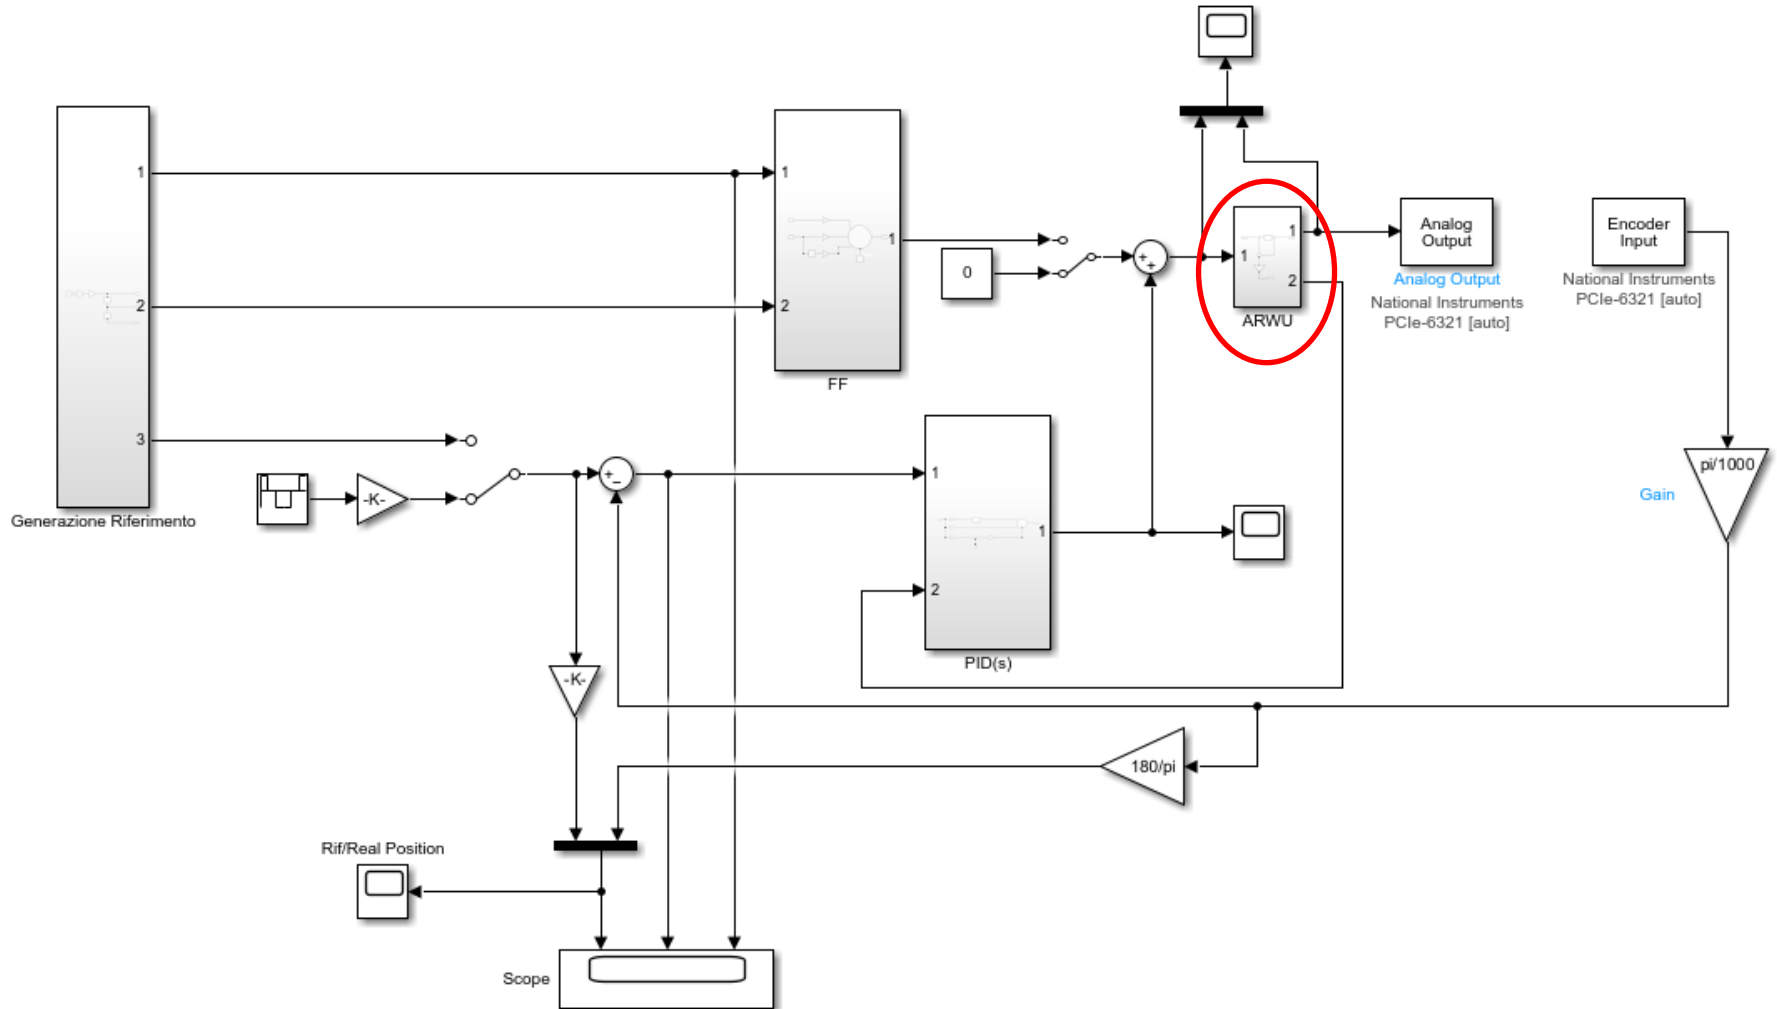 1
2
3
Generazione Riferimento
-K-
1
2
1
FF
0
+
+
1
1
2
ARWU
Analog
Output
Analog Output
National Instruments
PCIe-6321 [auto]
Encoder
Input
National Instruments
PCIe-6321 [auto]
pi/1000
Gain
+
−
1
2
1
PID(s)
-K-
180/pi
Rif/Real Position
Scope